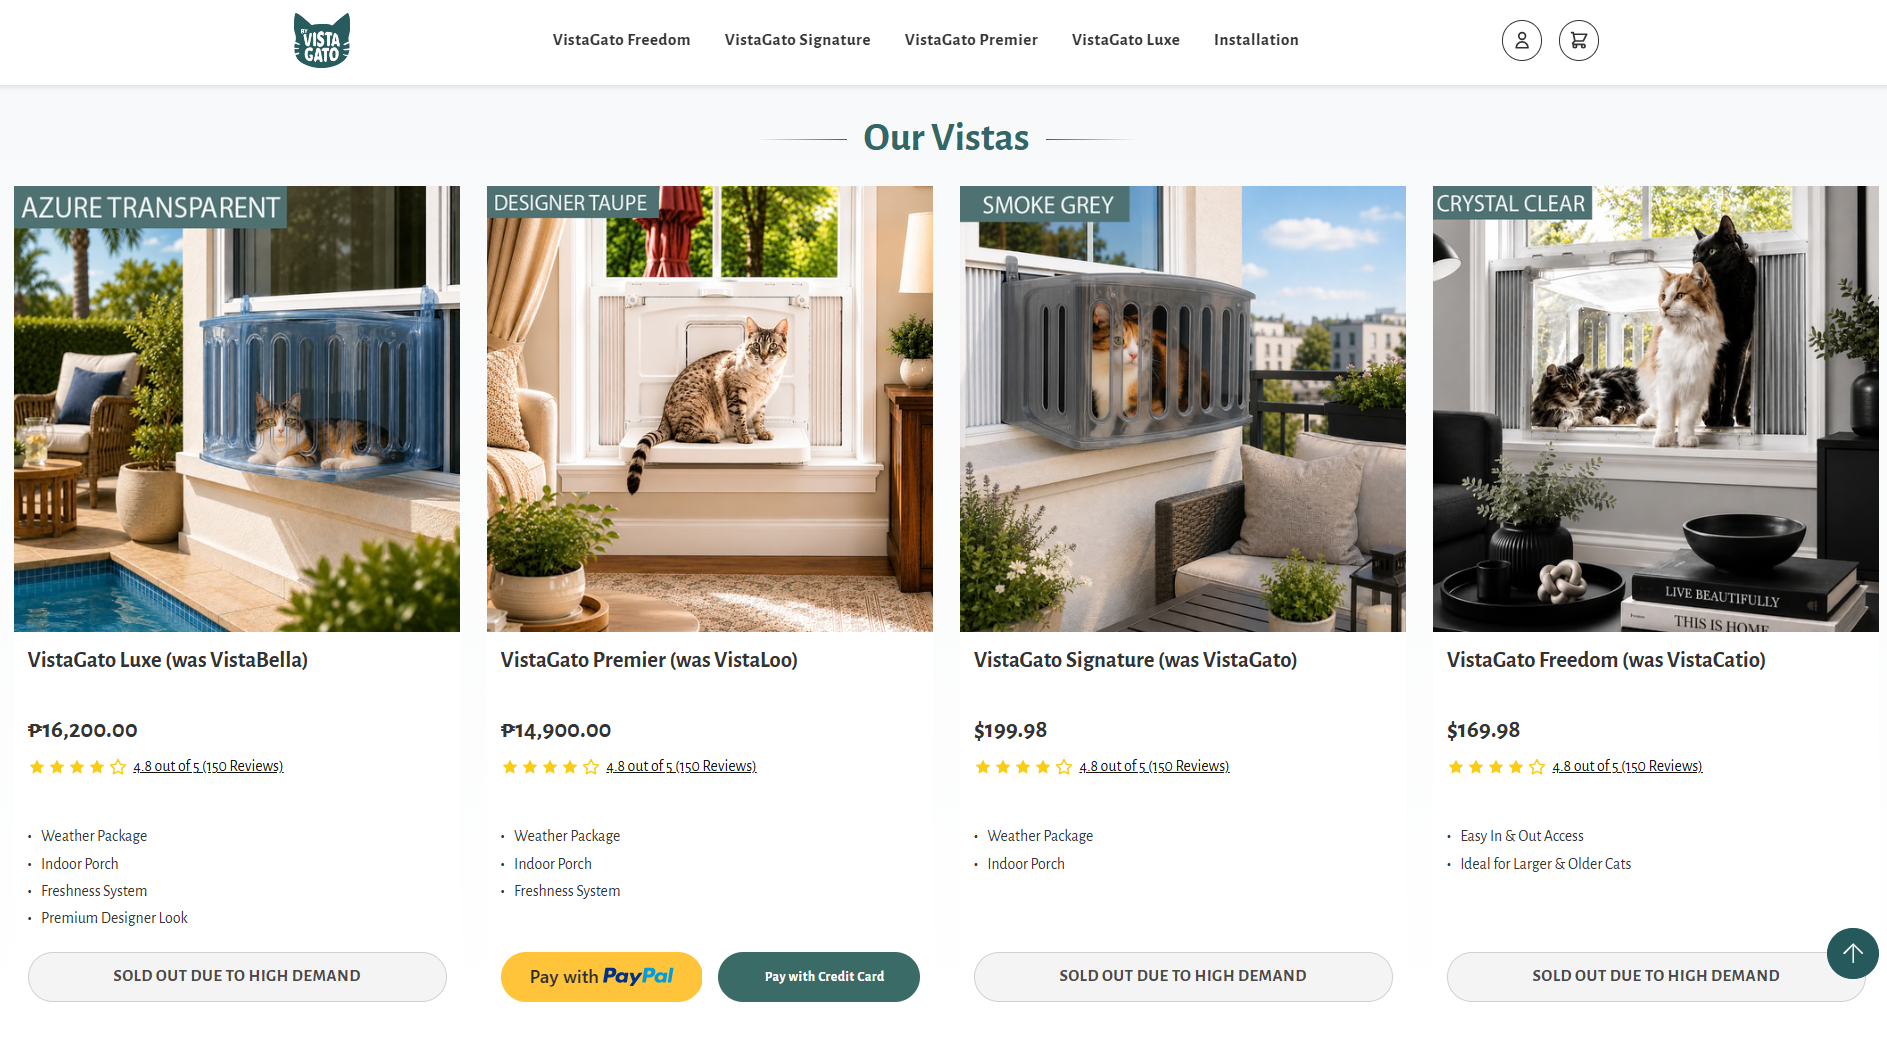 BY
VISTA
GATO
VistaGato Freedom
VistaGato Signature
VistaGato Premier
VistaGato Luxe
Installation
Our Vistas
AZURE TRANSPARENT
DESIGNER TAUPE
SMOKE GREY
CRYSTAL CLEAR
LIVE BEAUTIFULLY
THIS IS HOME
VistaGato Luxe (was VistaBella)
₱16,200.00
4.8 out of 5 (150 Reviews)
• Weather Package
• Indoor Porch
• Freshness System
• Premium Designer Look
SOLD OUT DUE TO HIGH DEMAND
VistaGato Premier (was VistaLoo)
₱14,900.00
4.8 out of 5 (150 Reviews)
• Weather Package
• Indoor Porch
• Freshness System
Pay with PayPal
Pay with Credit Card
VistaGato Signature (was VistaGato)
$199.98
4.8 out of 5 (150 Reviews)
• Weather Package
• Indoor Porch
SOLD OUT DUE TO HIGH DEMAND
VistaGato Freedom (was VistaCatio)
$169.98
4.8 out of 5 (150 Reviews)
• Easy In & Out Access
• Ideal for Larger & Older Cats
SOLD OUT DUE TO HIGH DEMAND